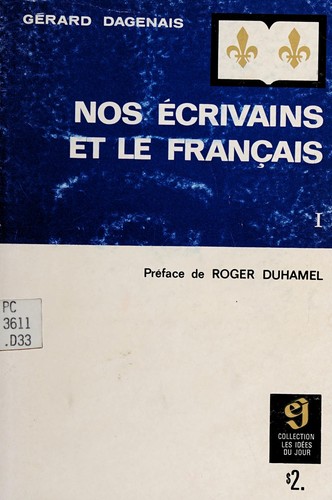 GÉRARD DAGENAIS
NOS ÉCRIVAINS
ET LE FRANÇAIS
I
Préface de ROGER DUHAMEL
PC
3611
.D33
ej
COLLECTION
LES IDÉES
DU JOUR
$2.